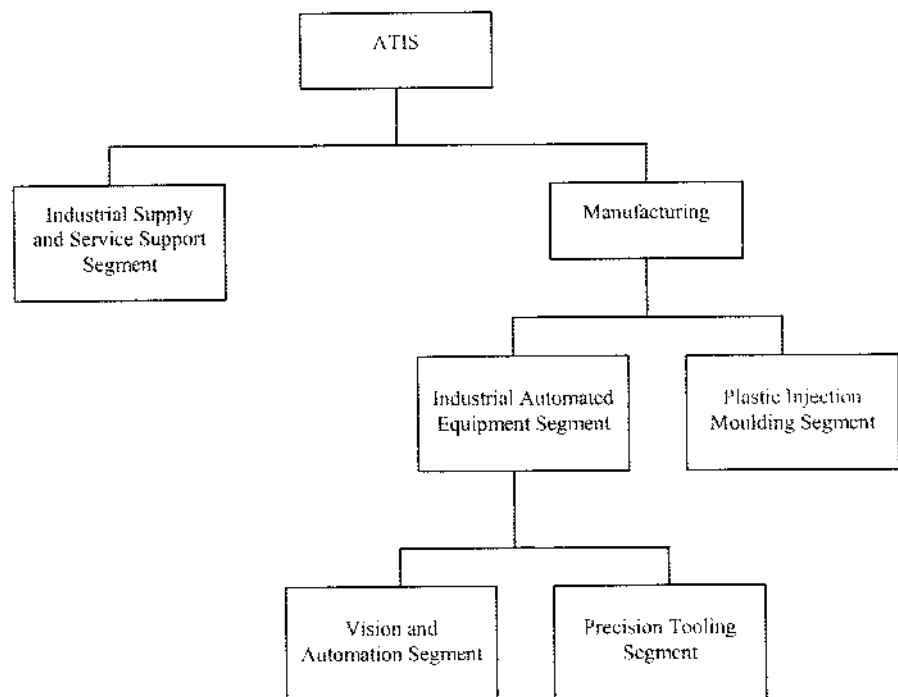 ATIS
Industrial Supply
and Service Support
Segment
Manufacturing
Industrial Automated
Equipment Segment
Plastic Injection
Moulding Segment
Vision and
Automation Segment
Precision Tooling
Segment